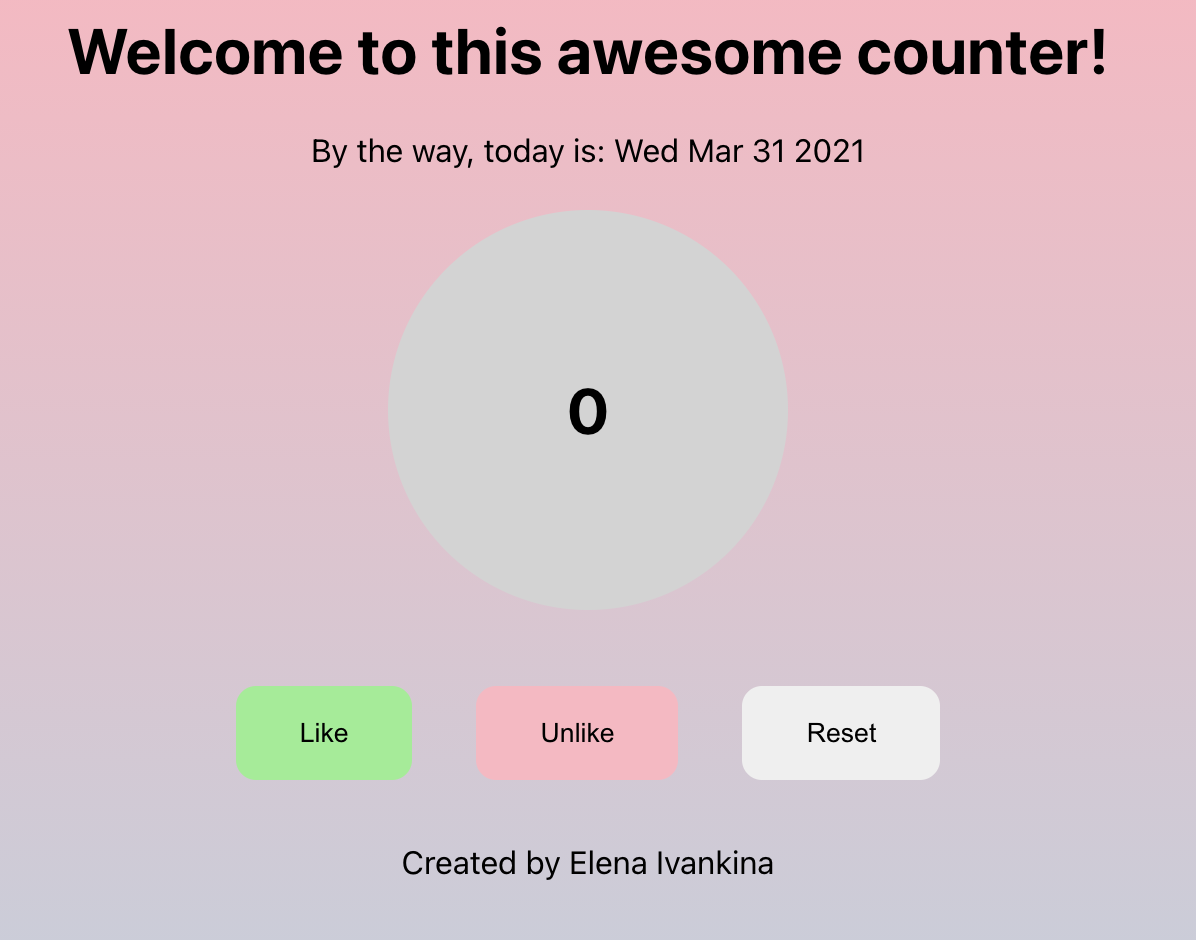 Welcome to this awesome counter!
By the way, today is: Wed Mar 31 2021
0
Like
Unlike
Reset
Created by Elena Ivankina